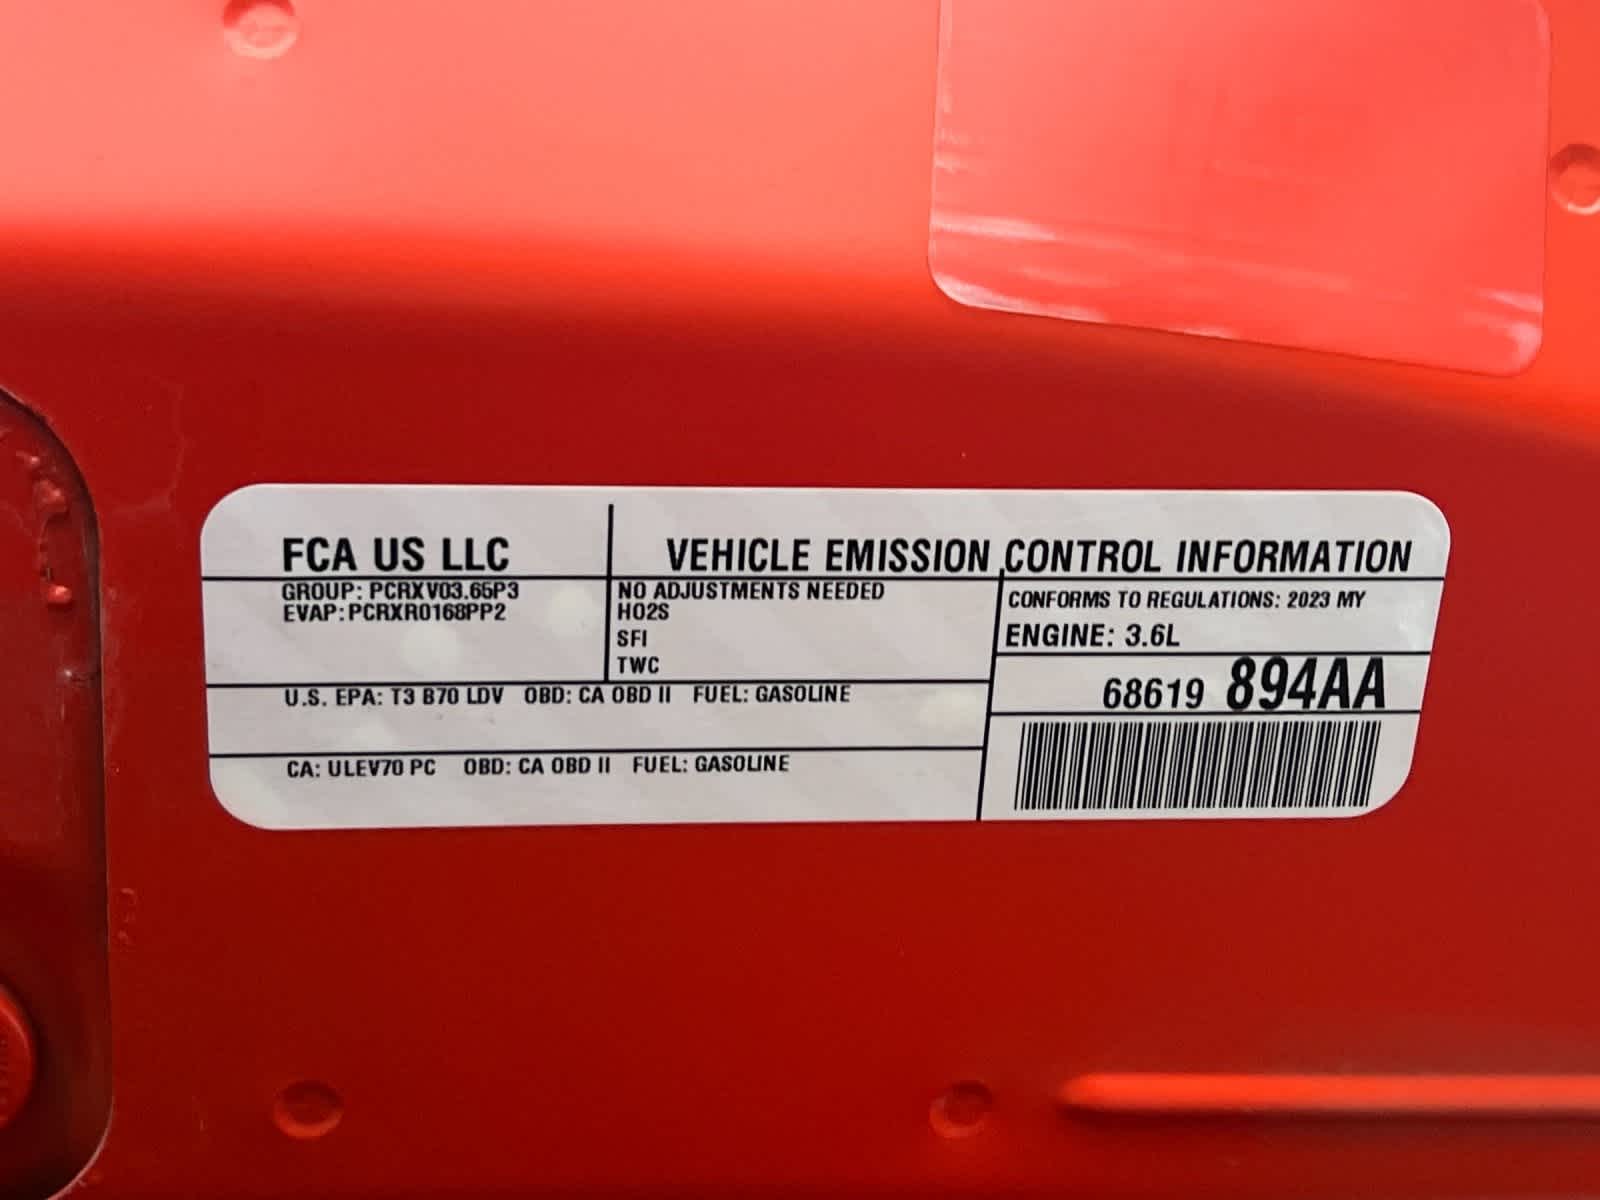 FCA US LLC
VEHICLE EMISSION CONTROL INFORMATION
GROUP: PCRXV03.65P3
EVAP: PCRXR0168PP2
NO ADJUSTMENTS NEEDED
HO2S
SFI
TWC
CONFORMS TO REGULATIONS: 2023 MY
ENGINE: 3.6L
68619 894AA
U.S. EPA: T3 B70 LDV OBD: CA OBD II FUEL: GASOLINE
CA: ULEV70 PC OBD: CA OBD II FUEL: GASOLINE